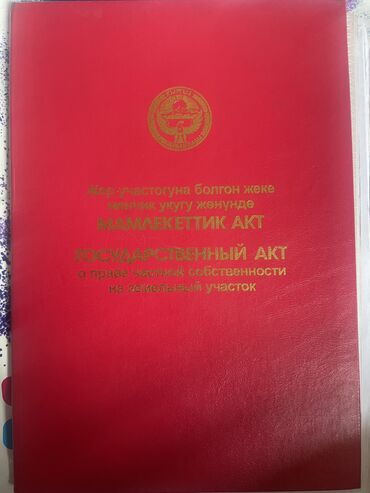 Жер участогуна болгон жеке
менчик укугу жөнүндө
МАМЛЕКЕТТИК АКТ
ГОСУДАРСТВЕННЫЙ АКТ
о праве частной собственности
на земельный участок